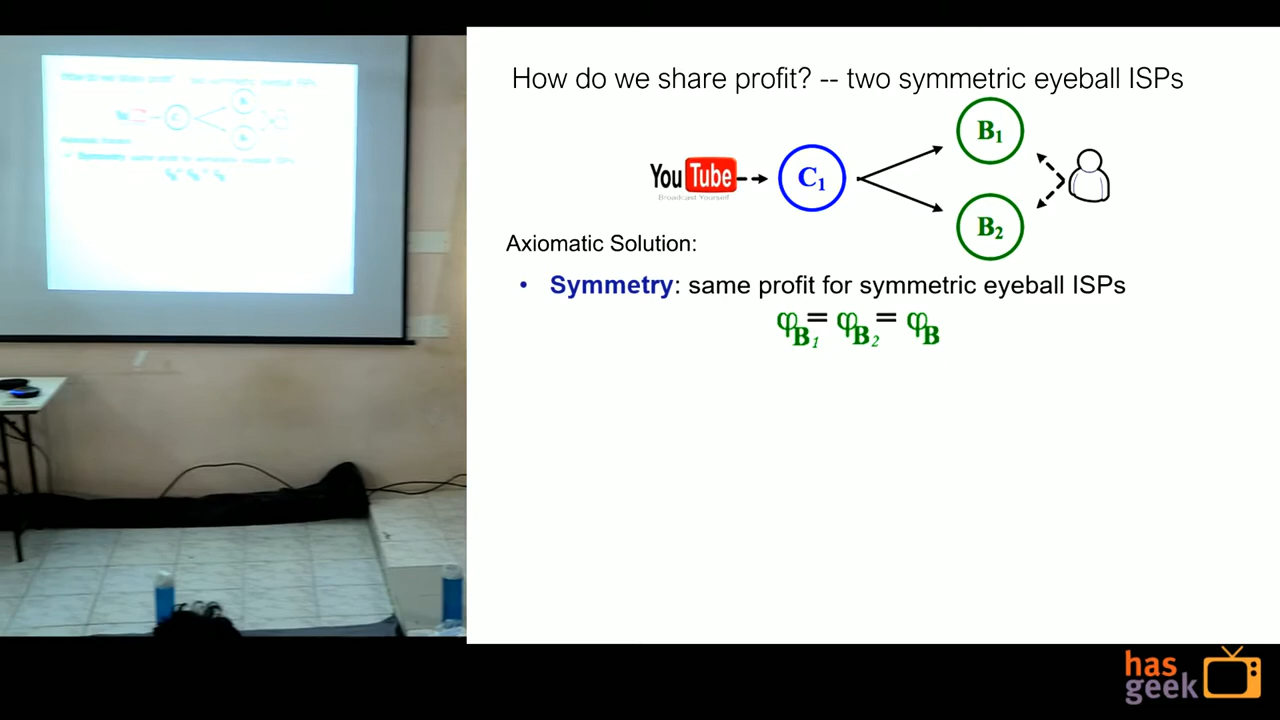 How do we share profit? -- two symmetric eyeball ISPs
B1
YouTube
Broadcast Yourself
C1
B2
Axiomatic Solution:
• Symmetry: same profit for symmetric eyeball ISPs
φB1 = φB2 = φB
has
geek